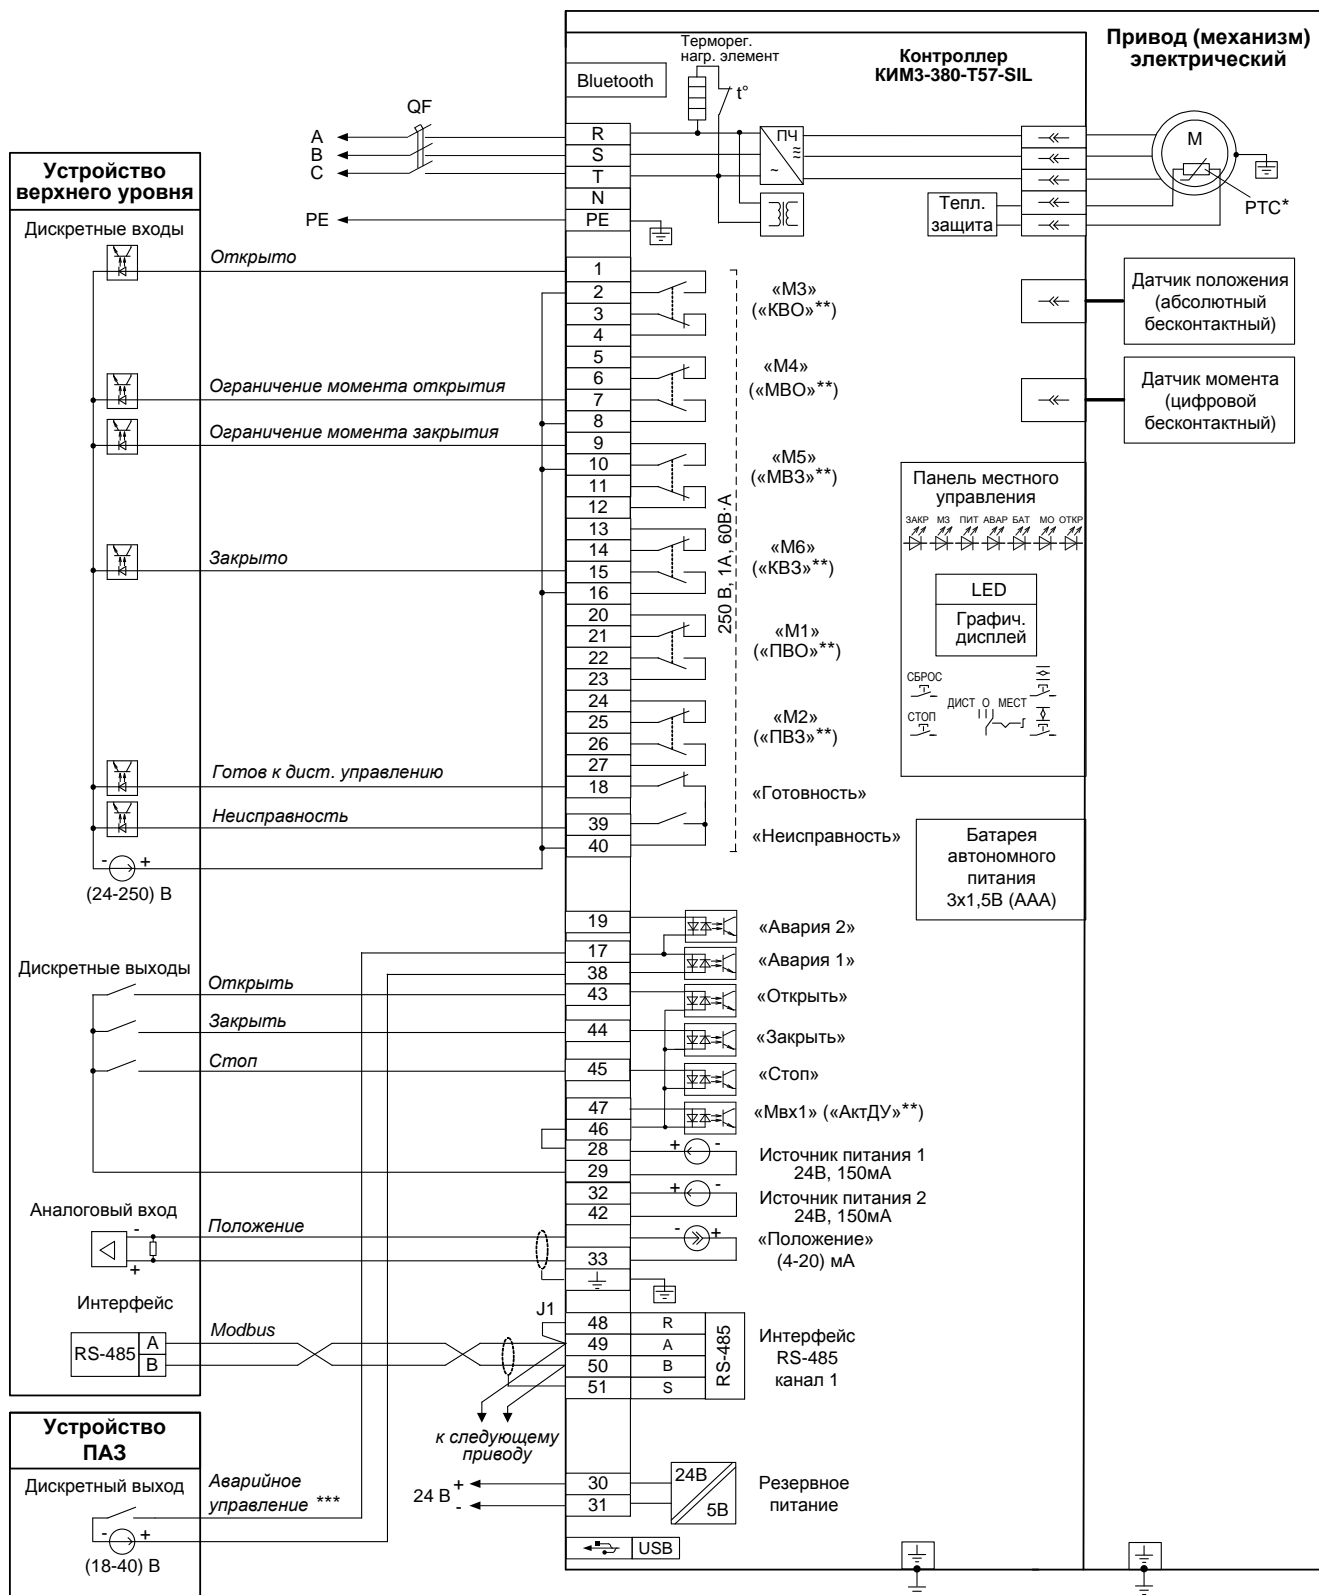 Привод (механизм)
электрический
Контроллер
КИМ3-380-Т57-SIL
Терморег.
нагр. элемент
t°
Bluetooth
QF
A
B
C
PE
R
S
T
N
PE
ПЧ
≈
~
M
PTC*
Тепл.
защита
Устройство
верхнего уровня
Дискретные входы
Открыто
Ограничение момента открытия
Ограничение момента закрытия
Закрыто
Готов к дист. управлению
Неисправность
- +
(24-250) В
1
2
3
4
5
6
7
8
9
10
11
12
13
14
15
16
20
21
22
23
24
25
26
27
18
39
40
«М3»
(«КВО»**)
«М4»
(«МВО»**)
«М5»
(«МВЗ»**)
«М6»
(«КВЗ»**)
«М1»
(«ПВО»**)
«М2»
(«ПВЗ»**)
«Готовность»
«Неисправность»
250 В, 1А, 60В·А
Датчик положения
(абсолютный
бесконтактный)
Датчик момента
(цифровой
бесконтактный)
Панель местного
управления
ЗАКР МЗ ПИТ АВАР БАТ МО ОТКР
LED
Графич.
дисплей
СБРОС
СТОП
ДИСТ О МЕСТ
Батарея
автономного
питания
3х1,5В (ААА)
Дискретные выходы
Открыть
Закрыть
Стоп
19
17
38
43
44
45
47
46
28
29
32
42
33
«Авария 2»
«Авария 1»
«Открыть»
«Закрыть»
«Стоп»
«Мвх1» («АктДУ»**)
+ -
Источник питания 1
24В, 150мА
+ -
Источник питания 2
24В, 150мА
- +
«Положение»
(4-20) мА
Аналоговый вход
-
+
Положение
Интерфейс
RS-485
A
B
Modbus
J1
48 R
49 A
50 B
51 S
RS-485
Интерфейс
RS-485
канал 1
к следующему
приводу
Устройство
ПАЗ
Дискретный выход
- +
(18-40) В
Аварийное
управление ***
24 В
+
-
30
31
24В
5В
Резервное
питание
USB